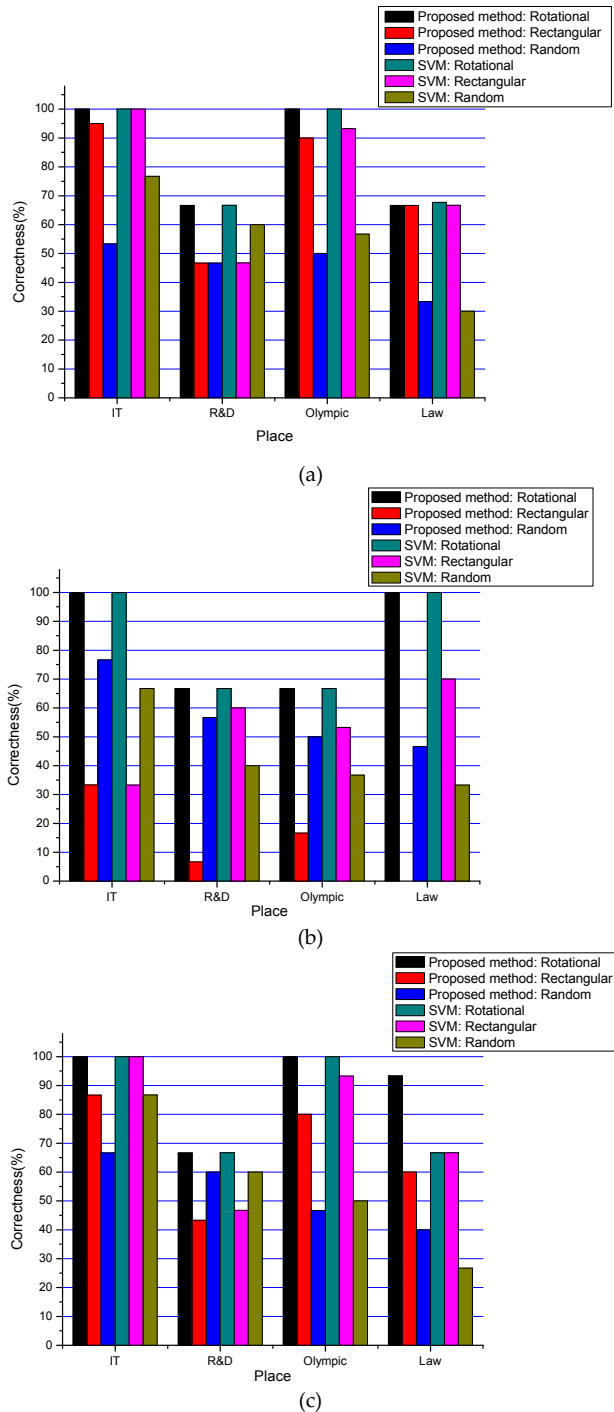 Proposed method: Rotational
Proposed method: Rectangular
Proposed method: Random
SVM: Rotational
SVM: Rectangular
SVM: Random
100
90
80
70
60
50
40
30
20
10
0
Correctness(%)
IT R&D Olympic Law
Place
(a)
Proposed method: Rotational
Proposed method: Rectangular
Proposed method: Random
SVM: Rotational
SVM: Rectangular
SVM: Random
100
90
80
70
60
50
40
30
20
10
0
Correctness(%)
IT R&D Olympic Law
Place
(b)
Proposed method: Rotational
Proposed method: Rectangular
Proposed method: Random
SVM: Rotational
SVM: Rectangular
SVM: Random
100
90
80
70
60
50
40
30
20
10
0
Correctness(%)
IT R&D Olympic Law
Place
(c)